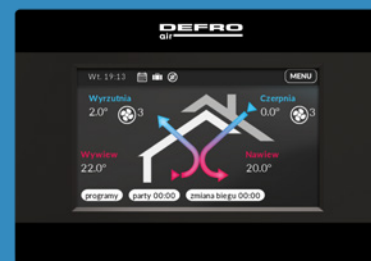 DEFRO
air
Wt. 19:13
MENU
Wyrzutnia
2.0°
3
Czerpnia
0.0°
3
Wywiew
22.0°
Nawiew
20.0°
programy
party 00:00
zmiana biegu 00:00